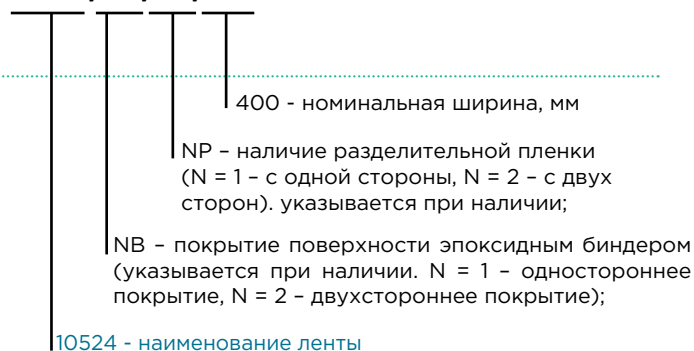 400 - номинальная ширина, мм
NP – наличие разделительной пленки
(N = 1 – с одной стороны, N = 2 – с двух
сторон). указывается при наличии;
NB – покрытие поверхности эпоксидным биндером
(указывается при наличии. N = 1 – одностороннее
покрытие, N = 2 – двухстороннее покрытие);
10524 - наименование ленты